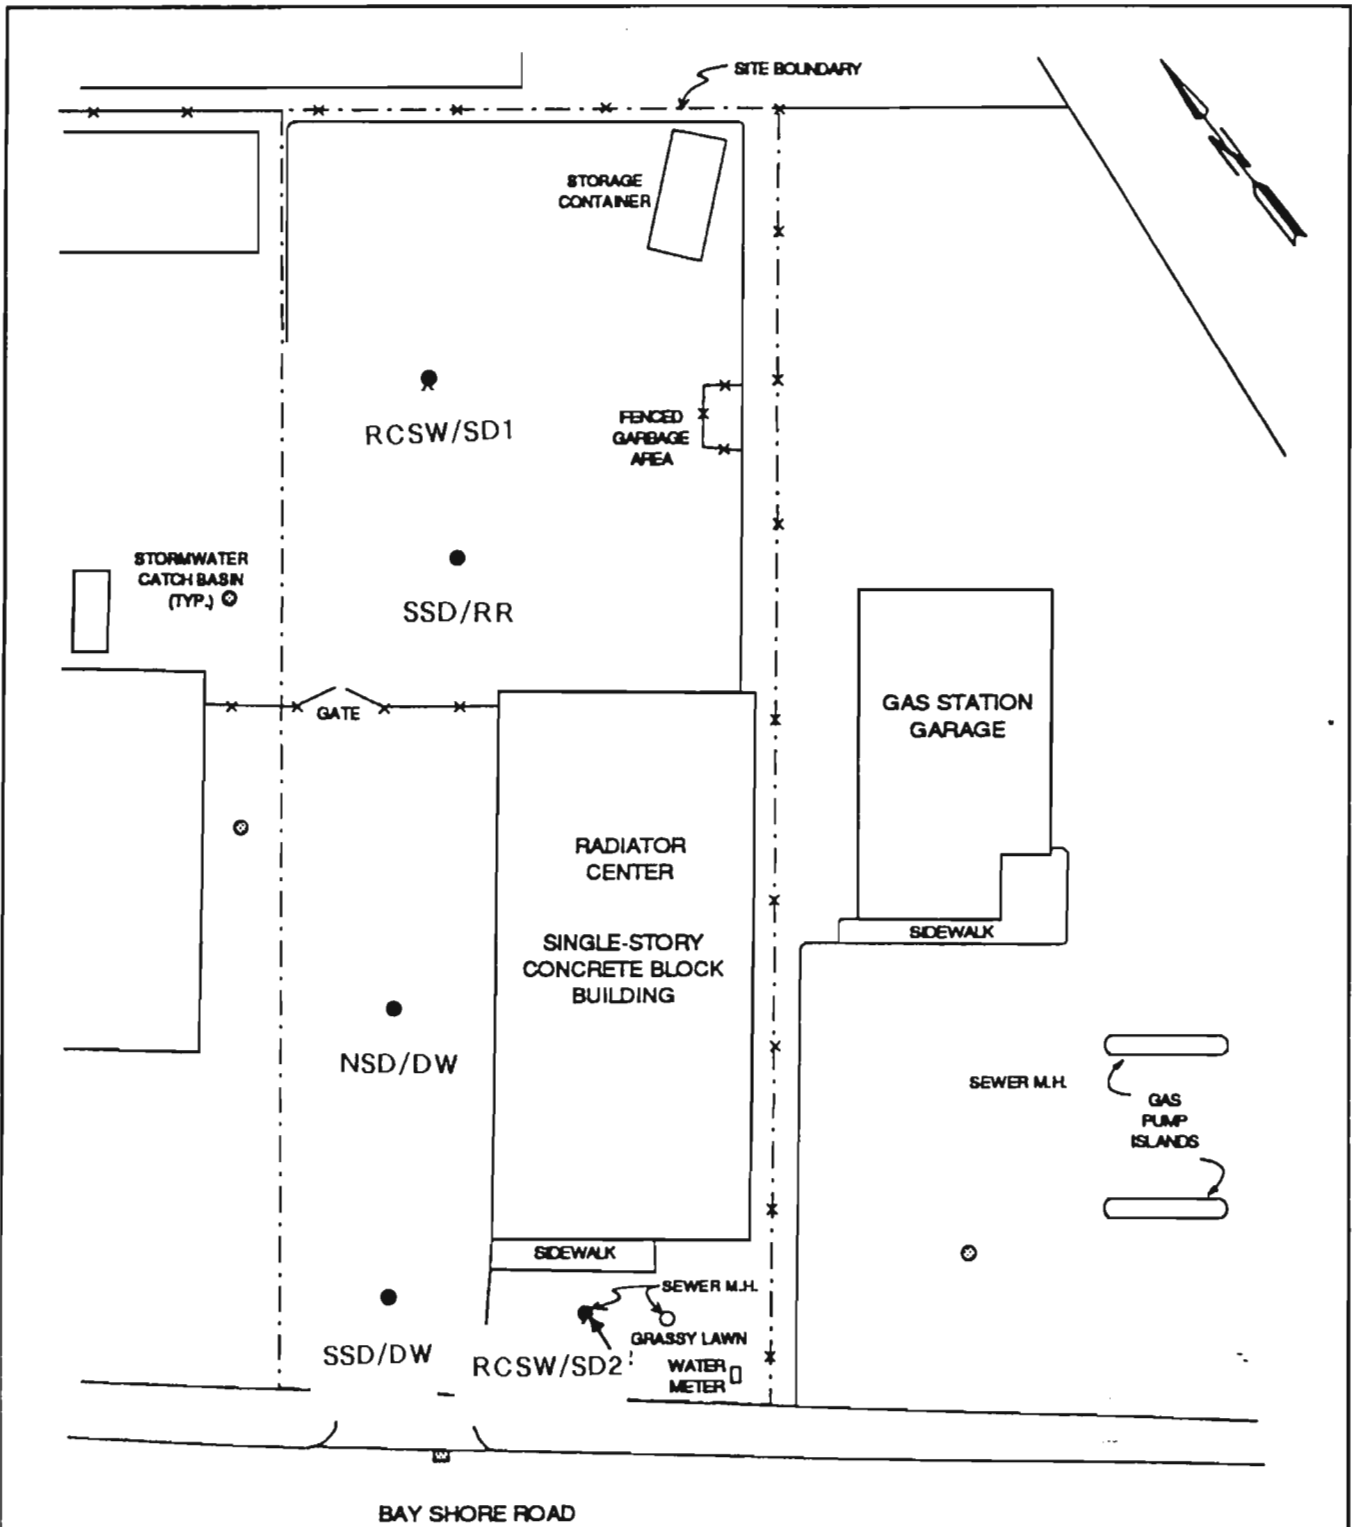 SITE BOUNDARY
N
STORAGE
CONTAINER
RCSW/SD1
FENCED
GARBAGE
AREA
STORMWATER
CATCH BASIN
(TYP.)
SSD/RR
GATE
GAS STATION
GARAGE
RADIATOR
CENTER
SINGLE-STORY
CONCRETE BLOCK
BUILDING
SIDEWALK
NSD/DW
SEWER M.H.
GAS
PUMP
ISLANDS
SIDEWALK
SEWER M.H.
GRASSY LAWN
SSD/DW
RCSW/SD2
WATER
METER
BAY SHORE ROAD